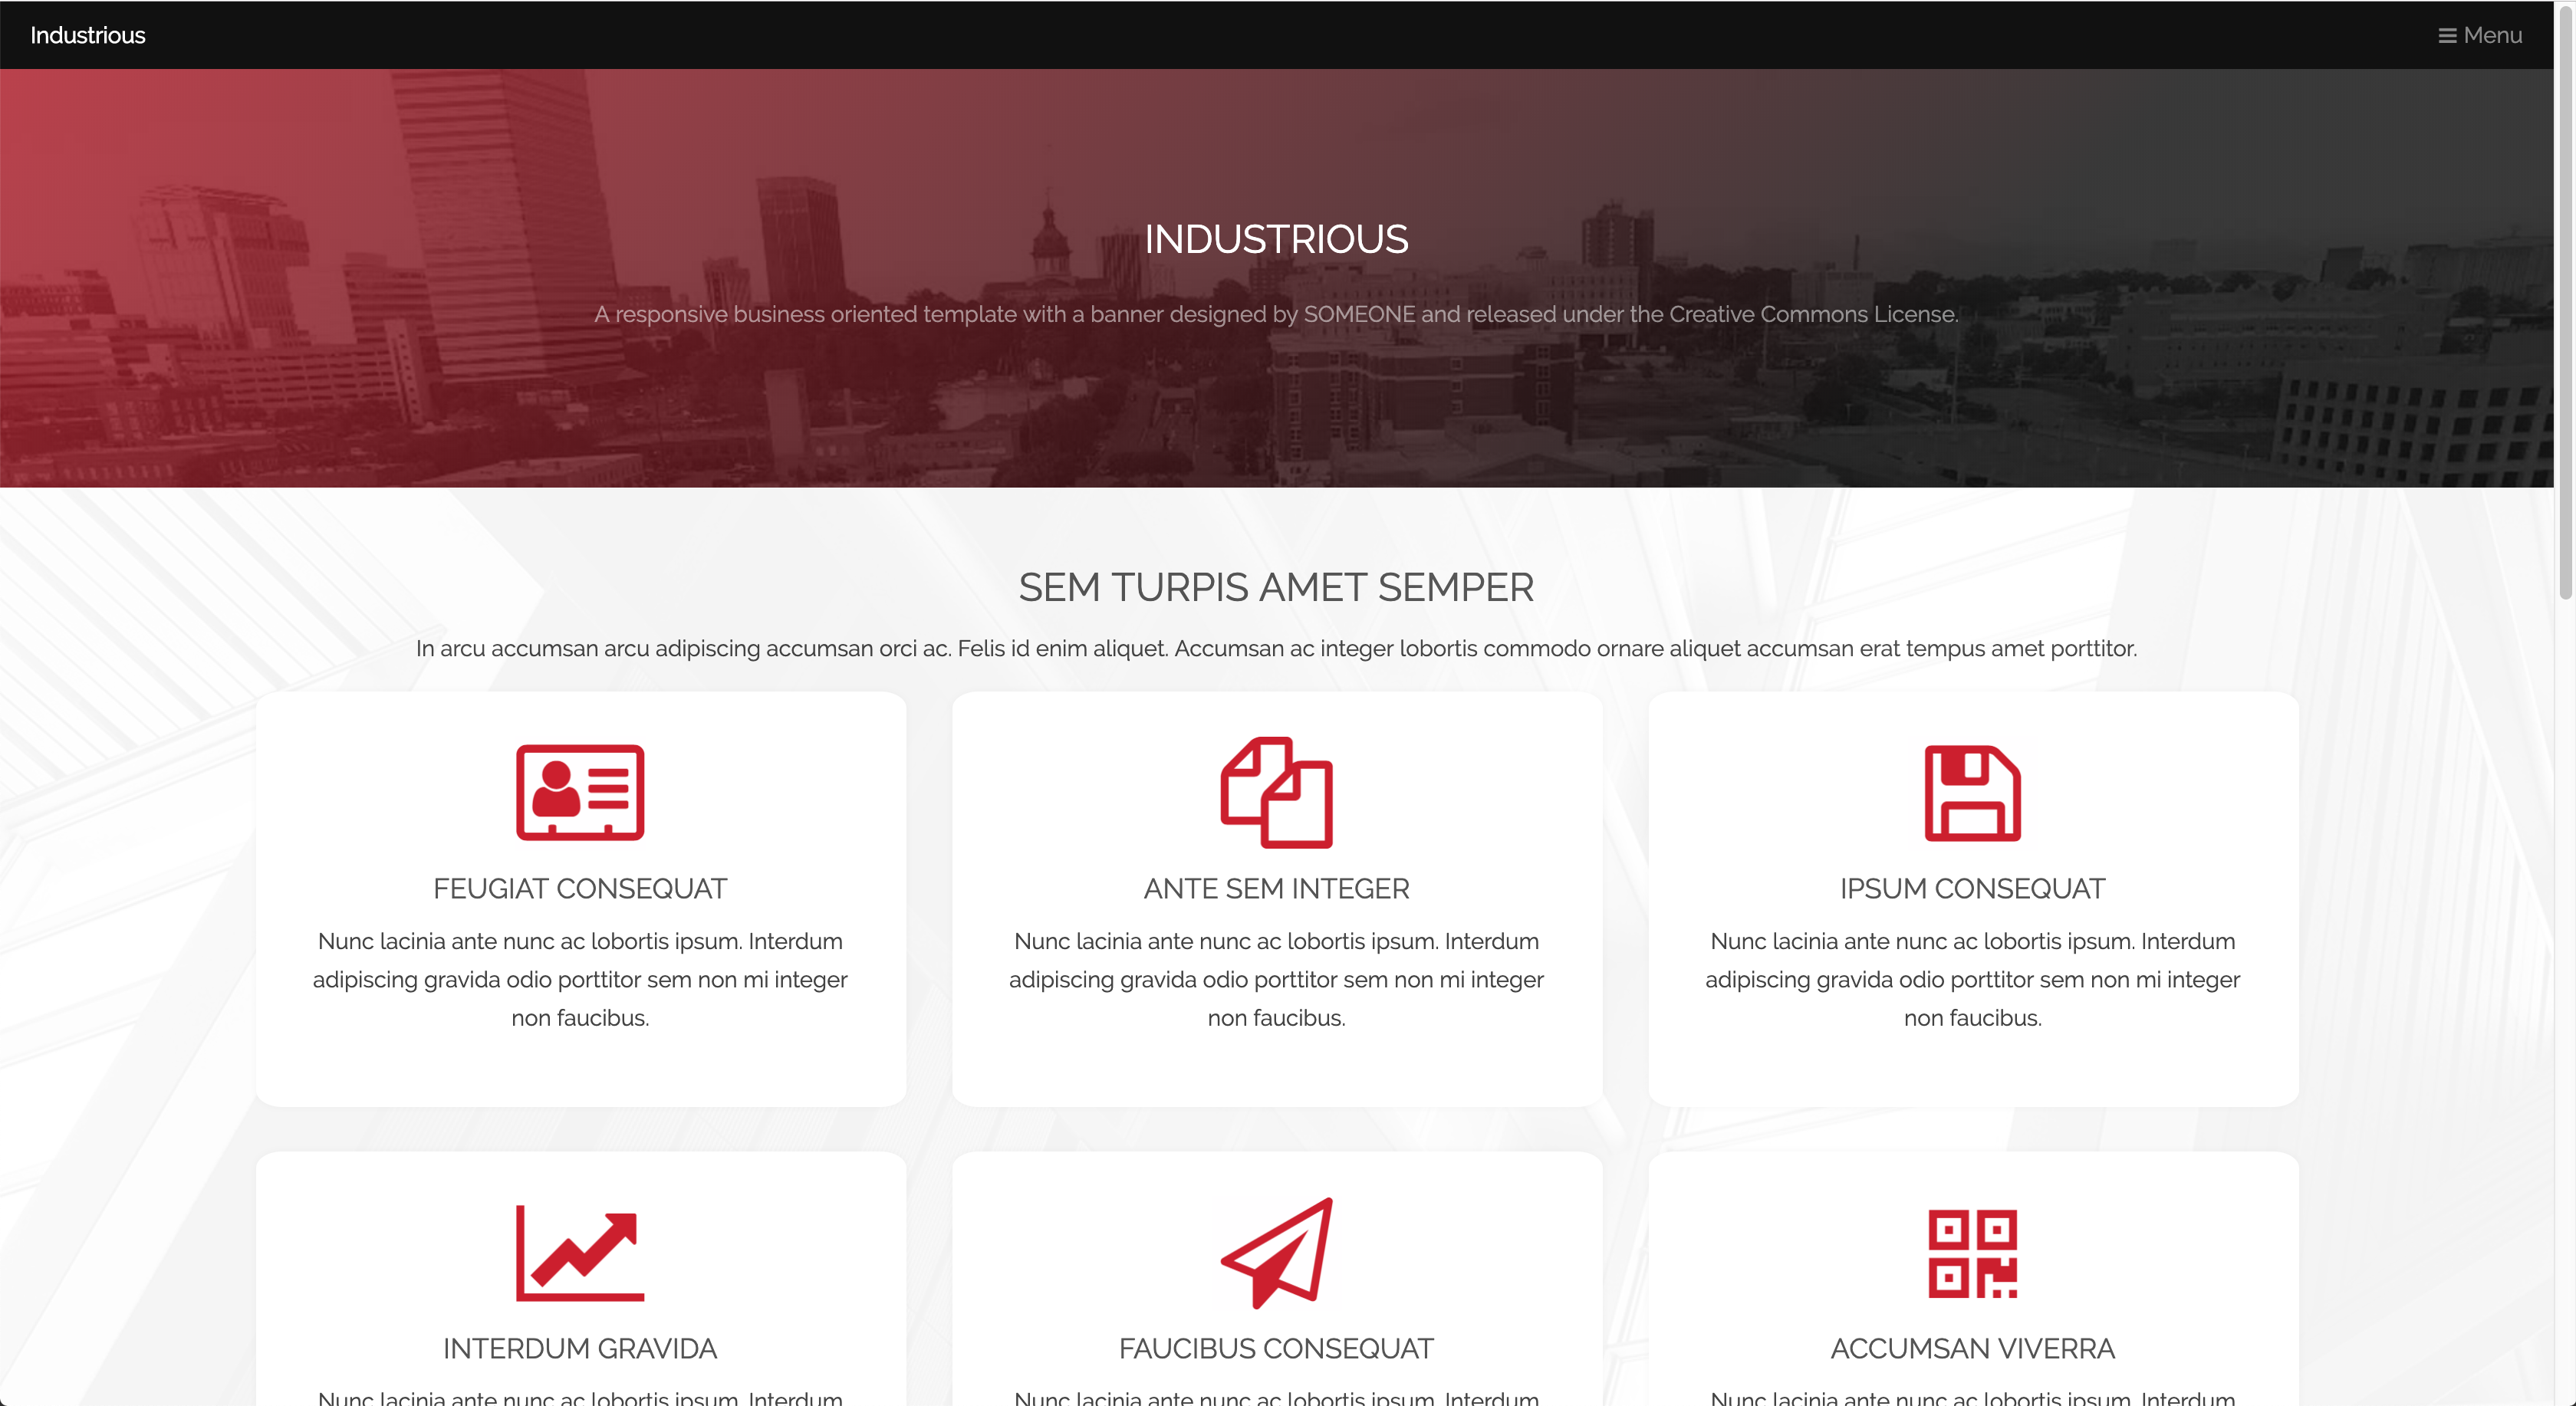 Industrious
Menu
INDUSTRIOUS
A responsive business oriented template with a banner designed by SOMEONE and released under the Creative Commons License.
SEM TURPIS AMET SEMPER
In arcu accumsan arcu adipiscing accumsan orci ac. Felis id enim aliquet. Accumsan ac integer lobortis commodo ornare aliquet accumsan erat tempus amet porttitor.
FEUGIAT CONSEQUAT
Nunc lacinia ante nunc ac lobortis ipsum. Interdum
adipiscing gravida odio porttitor sem non mi integer
non faucibus.
ANTE SEM INTEGER
Nunc lacinia ante nunc ac lobortis ipsum. Interdum
adipiscing gravida odio porttitor sem non mi integer
non faucibus.
IPSUM CONSEQUAT
Nunc lacinia ante nunc ac lobortis ipsum. Interdum
adipiscing gravida odio porttitor sem non mi integer
non faucibus.
INTERDUM GRAVIDA
Nunc lacinia ante nunc ac lobortis ipsum. Interdum
FAUCIBUS CONSEQUAT
Nunc lacinia ante nunc ac lobortis ipsum. Interdum
ACCUMSAN VIVERRA
Nunc lacinia ante nunc ac lobortis ipsum. Interdum